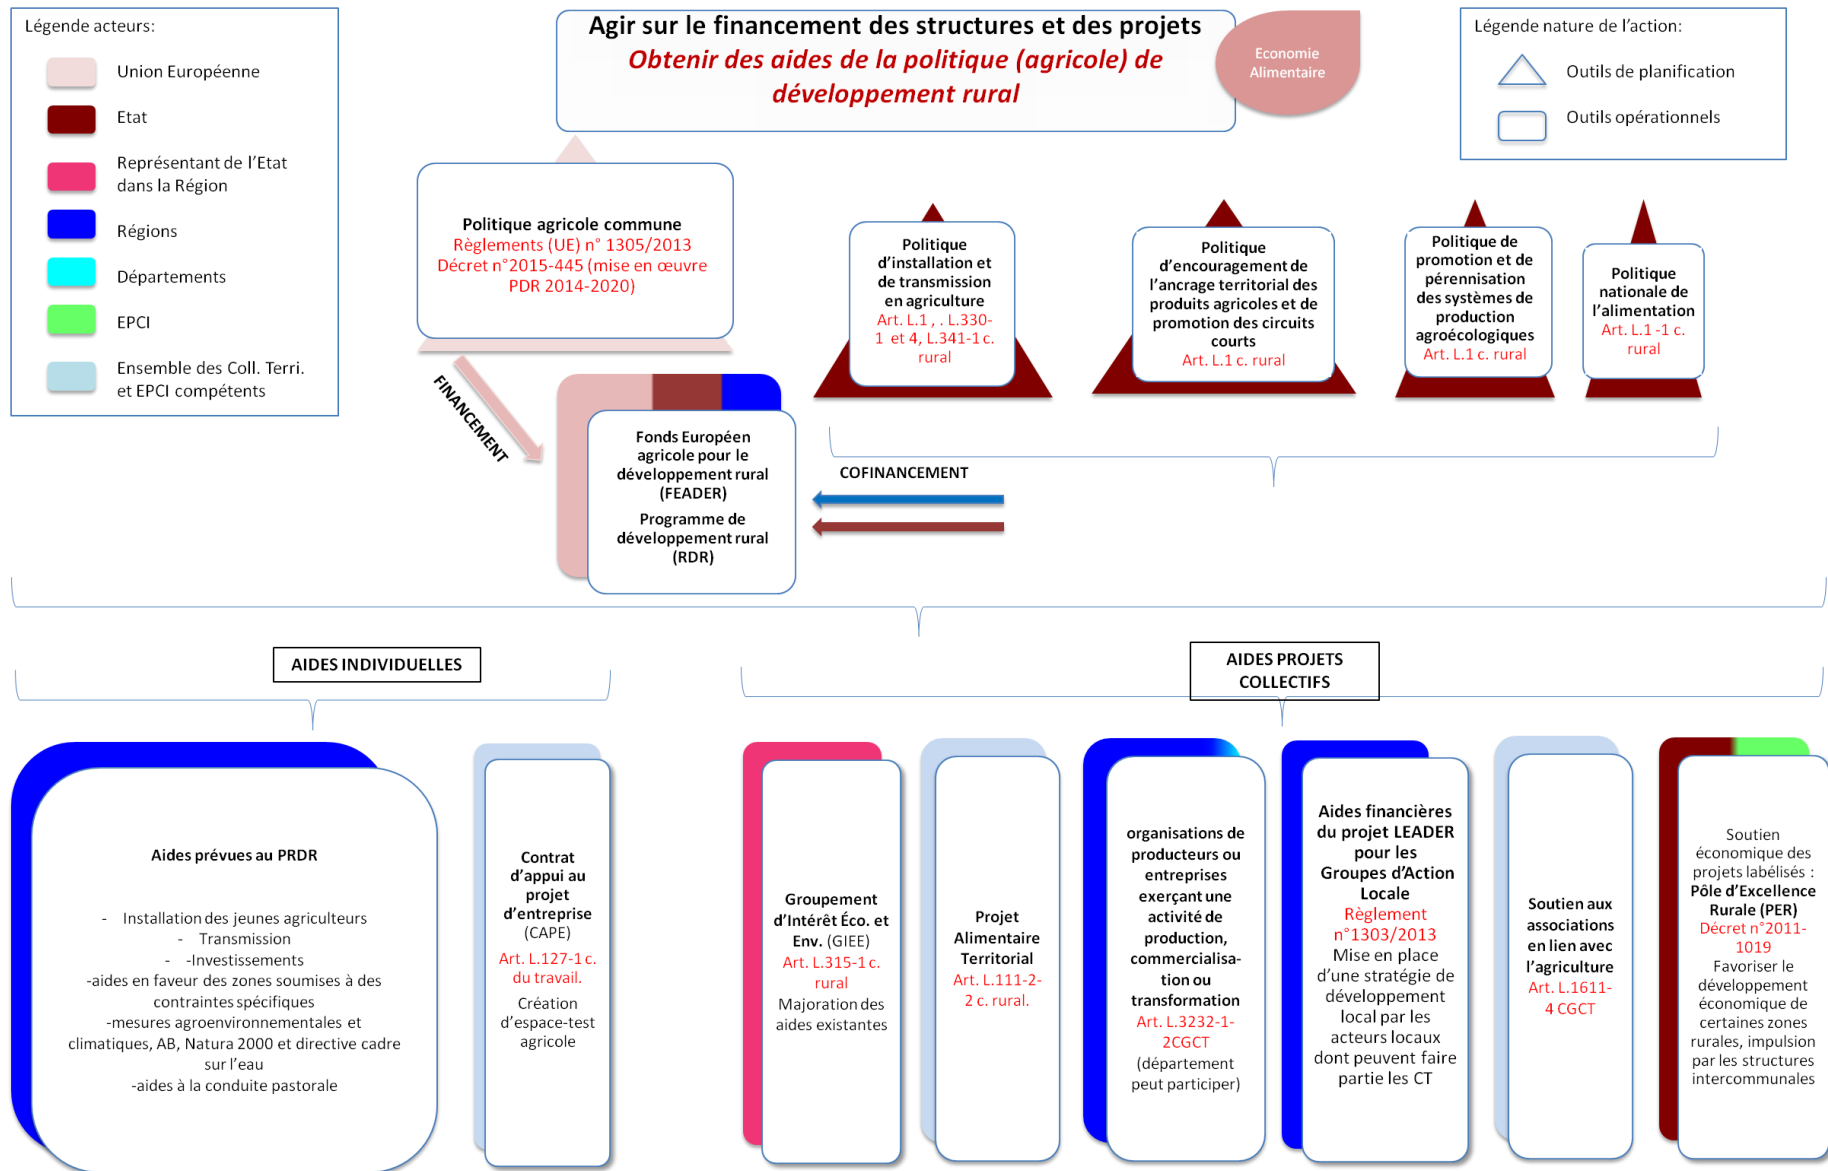 Légende acteurs:
Union Européenne
Etat
Représentant de l'Etat
dans la Région
Régions
Départements
EPCI
Ensemble des Coll. Terri.
et EPCI compétents
Agir sur le financement des structures et des projets
Obtenir des aides de la politique (agricole) de
développement rural
Economie
Alimentaire
Légende nature de l'action:
Outils de planification
Outils opérationnels
Politique agricole commune
Règlements (UE) n° 1305/2013
Décret n°2015-445 (mise en œuvre
PDR 2014-2020)
Politique
d'installation et
de transmission
en agriculture
Art. L.1 , . L.330-
1 et 4, L.341-1 c.
rural
Politique
d'encouragement de
l'ancrage territorial des
produits agricoles et de
promotion des circuits
courts
Art. L.1 c. rural
Politique de
promotion et de
pérennisation
des systèmes de
production
agroécologiques
Art. L.1 c. rural
Politique
nationale de
l'alimentation
Art. L.1 -1 c.
rural
FINANCEMENT
Fonds Européen
agricole pour le
développement rural
(FEADER)
Programme de
développement rural
(RDR)
COFINANCEMENT
AIDES INDIVIDUELLES
AIDES PROJETS
COLLECTIFS
Aides prévues au PRDR
- Installation des jeunes agriculteurs
- Transmission
- -Investissements
-aides en faveur des zones soumises à des
contraintes spécifiques
-mesures agroenvironnementales et
climatiques, AB, Natura 2000 et directive cadre
sur l'eau
-aides à la conduite pastorale
Contrat
d'appui au
projet
d'entreprise
(CAPE)
Art. L.127-1 c.
du travail.
Création
d'espace-test
agricole
Groupement
d'Intérêt Éco. et
Env. (GIEE)
Art. L.315-1 c.
rural
Majoration des
aides existantes
Projet
Alimentaire
Territorial
Art. L.111-2-
2 c. rural.
organisations de
producteurs ou
entreprises
exerçant une
activité de
production,
commercialisa-
tion ou
transformation
Art. L.3232-1-
2CGCT
(département
peut participer)
Aides financières
du projet LEADER
pour les
Groupes d'Action
Locale
Règlement
n°1303/2013
Mise en place
d'une stratégie de
développement
local par les
acteurs locaux
dont peuvent faire
partie les CT
Soutien aux
associations
en lien avec
l'agriculture
Art. L.1611-
4 CGCT
Soutien
économique des
projets labélisés :
Pôle d'Excellence
Rurale (PER)
Décret n°2011-
1019
Favoriser le
développement
économique de
certaines zones
rurales, impulsion
par les structures
intercommunales